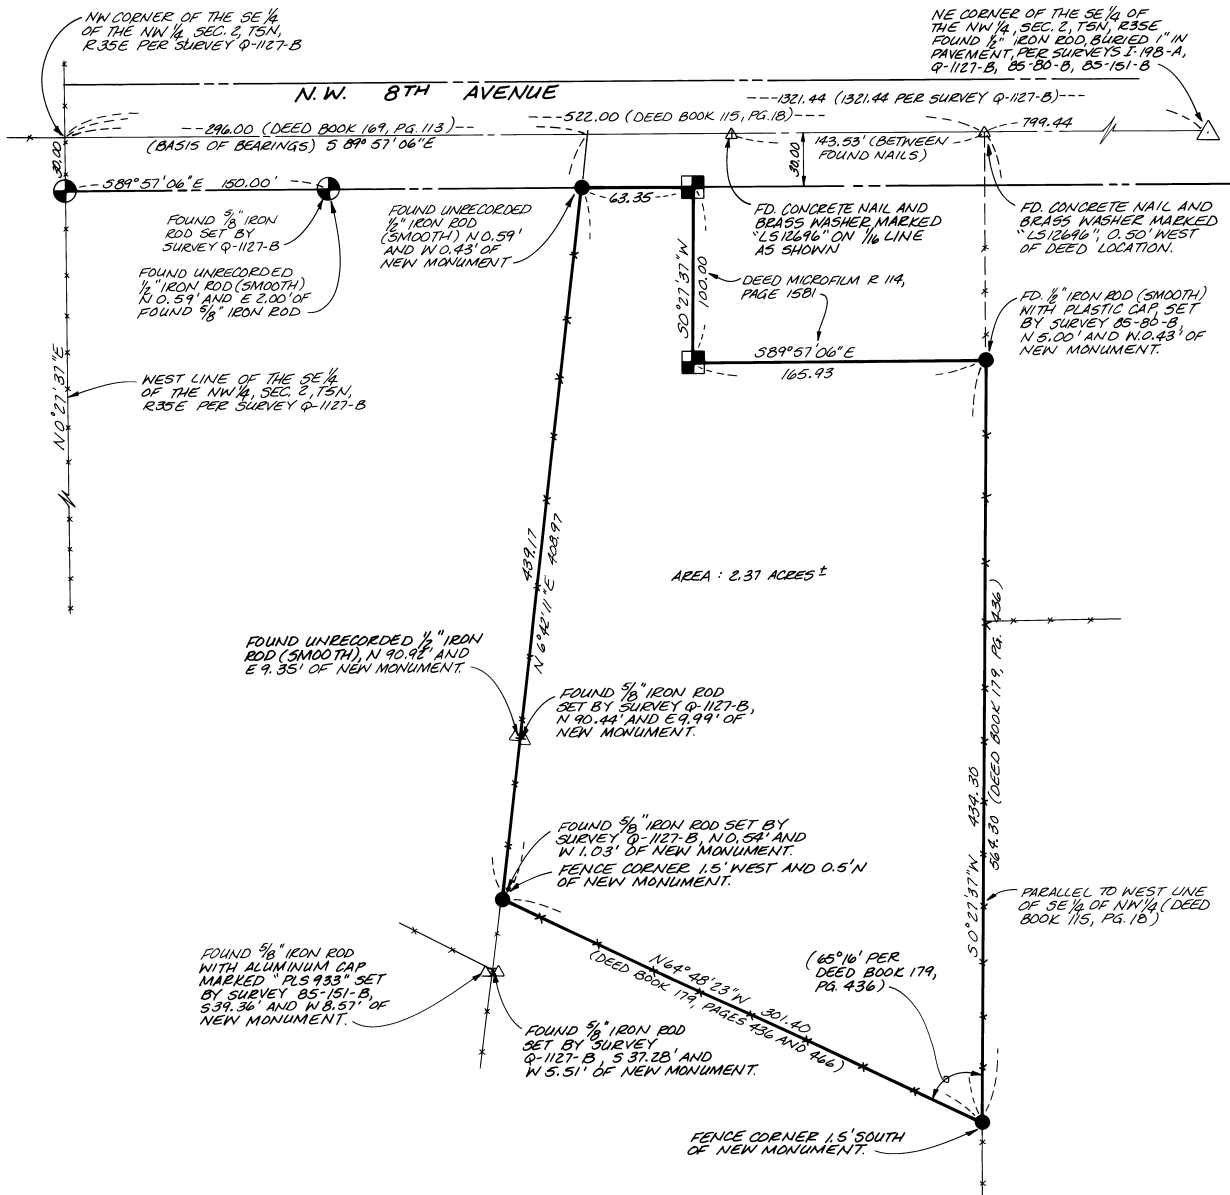 NW CORNER OF THE SE 1/4
OF THE NW 1/4, SEC. 2, T5N,
R35E PER SURVEY Q-1127-B
NE CORNER OF THE SE 1/4 OF
THE NW 1/4, SEC. 2, T5N, R35E
FOUND 1/2" IRON ROD, BURIED 1" IN
PAVEMENT, PER SURVEYS I-198-A,
Q-1127-B, 85-80-B, 85-151-B
N.W. 8TH AVENUE
1321.44 (1321.44 PER SURVEY Q-1127-B)
522.00 (DEED BOOK 115, PG. 18)
296.00 (DEED BOOK 169, PG. 113)
(BASIS OF BEARINGS) S 89° 57' 06"E
799.44
143.53' (BETWEEN
FOUND NAILS)
30.00
30.00
S89°57'06"E 150.00'
63.35
FOUND 5/8" IRON
ROD SET BY
SURVEY Q-1127-B
FOUND UNRECORDED
1/2" IRON ROD (SMOOTH)
N 0.59' AND E 2.00' OF
FOUND 5/8" IRON ROD
FOUND UNRECORDED
1/2" IRON ROD
(SMOOTH) N 0.59'
AND W 0.43' OF
NEW MONUMENT
FD. CONCRETE NAIL AND
BRASS WASHER MARKED
"LS12696" ON 1/16 LINE
AS SHOWN
FD. CONCRETE NAIL AND
BRASS WASHER MARKED
"LS12696", 0.50' WEST
OF DEED LOCATION.
S0°27'37"W
100.00
DEED MICROFILM R 114,
PAGE 1581
FD. 1/2" IRON ROD (SMOOTH)
WITH PLASTIC CAP, SET
BY SURVEY 85-80-B,
N 5.00' AND W.0.43' OF
NEW MONUMENT.
S89°57'06"E
165.93
N0°27'37"E
WEST LINE OF THE SE 1/4
OF THE NW 1/4, SEC. 2, T5N,
R35E PER SURVEY Q-1127-B
439.17
N 6°42'11"E 408.97
AREA : 2.37 ACRES ±
FOUND UNRECORDED 1/2" IRON
ROD (SMOOTH), N 90.92' AND
E 9.35' OF NEW MONUMENT.
FOUND 5/8" IRON ROD
SET BY SURVEY Q-1127-B,
N 90.44' AND E 9.99' OF
NEW MONUMENT.
S0°27'37"W 434.30
564.30 (DEED BOOK 179, PG. 436)
FOUND 5/8" IRON ROD SET BY
SURVEY Q-1127-B, N 0.54' AND
W 1.03' OF NEW MONUMENT.
FENCE CORNER 1.5' WEST AND 0.5'N
OF NEW MONUMENT.
PARALLEL TO WEST LINE
OF SE 1/4 OF NW 1/4 (DEED
BOOK 115, PG. 18)
FOUND 5/8" IRON ROD
WITH ALUMINUM CAP
MARKED "PLS 933" SET
BY SURVEY 85-151-B,
S39.36' AND W 8.57' OF
NEW MONUMENT.
N64°48'23"W 301.40
(DEED BOOK 179, PAGES 436 AND 466)
(65°16' PER
DEED BOOK 179,
PG. 436)
FOUND 5/8" IRON ROD
SET BY SURVEY
Q-1127-B, S 37.28' AND
W 5.51' OF NEW MONUMENT.
FENCE CORNER 1.5' SOUTH
OF NEW MONUMENT.